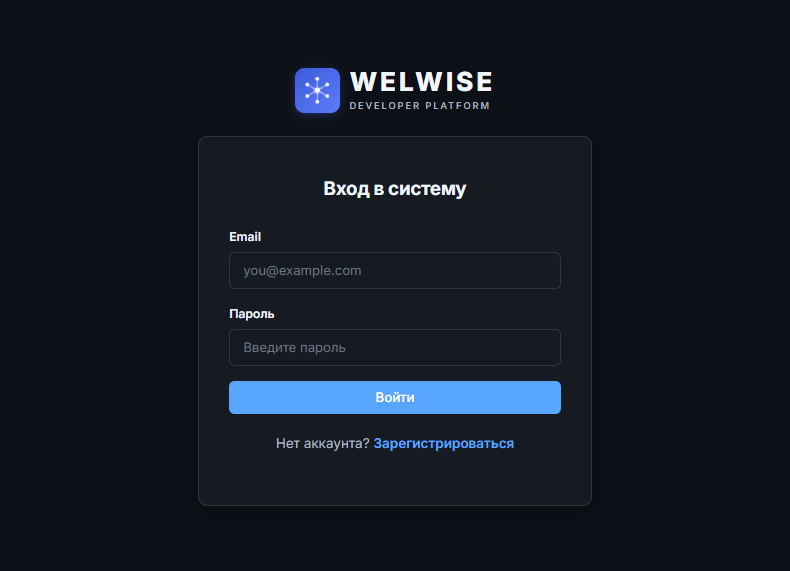 WELWISE
DEVELOPER PLATFORM
Вход в систему
Email
you@example.com
Пароль
Введите пароль
Войти
Нет аккаунта? Зарегистрироваться